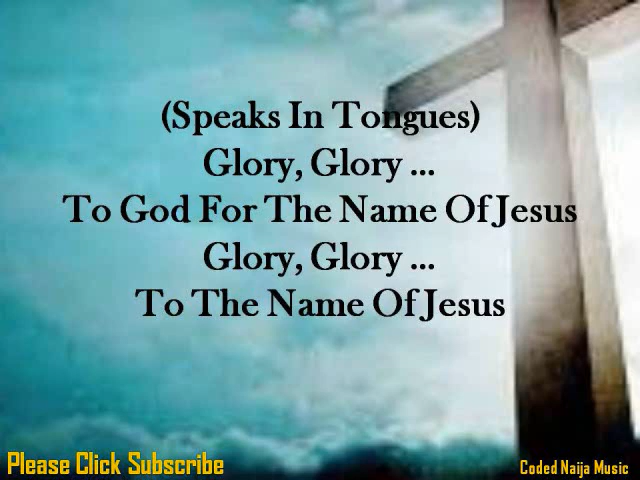 (Speaks In Tongues)
Glory, Glory ...
To God For The Name Of Jesus
Glory, Glory ...
To The Name Of Jesus
Please Click Subscribe
Coded Naija Music